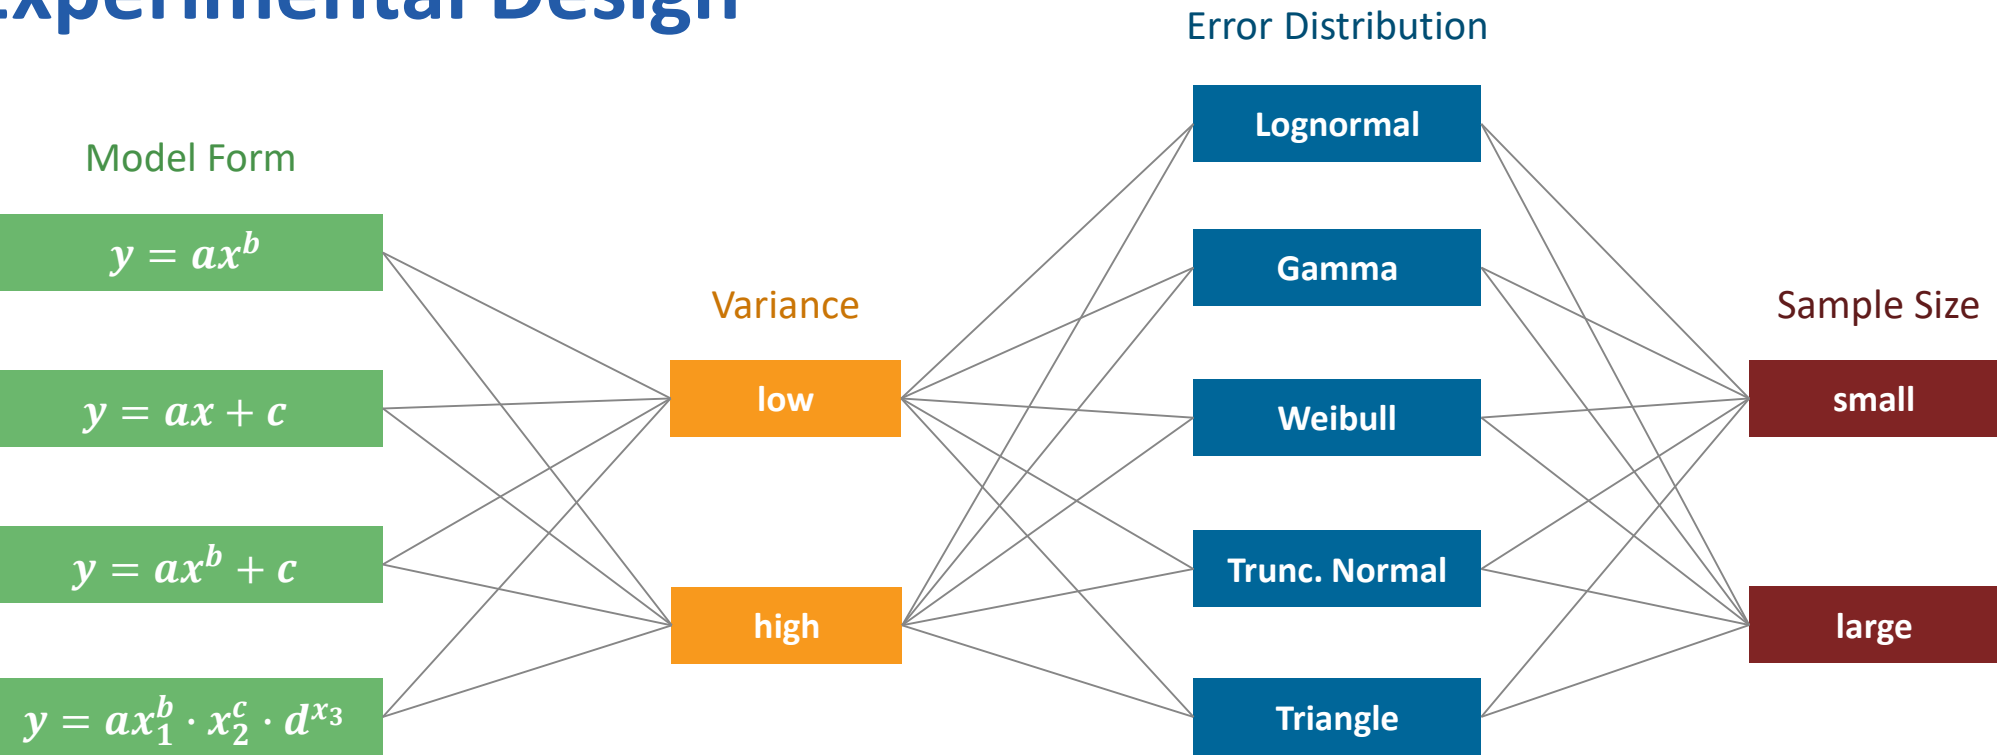 Experimental Design
Error Distribution
Model Form
Variance
Sample Size
y = ax^b
y = ax + c
y = ax^b + c
y = ax_1^b · x_2^c · d^{x_3}
low
high
Lognormal
Gamma
Weibull
Trunc. Normal
Triangle
small
large